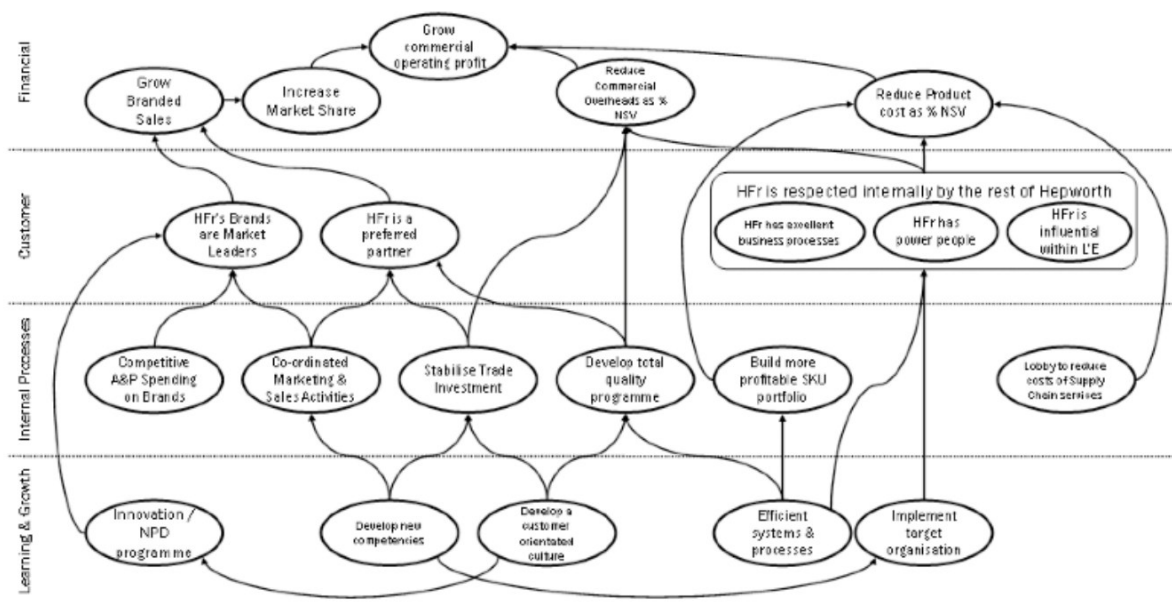 Financial
Grow
commercial
operating profit
Grow
Branded
Sales
Increase
Market Share
Reduce
Commercial
Overheads as %
NSV
Reduce Product
cost as % NSV
Customer
HFr's Brands
are Market
Leaders
HFr is a
preferred
partner
HFr is respected internally by the rest of Hepworth
HFr has excellent
business processes
HFr has
power people
HFr is
influential
within L'E
Internal Processes
Competitive
A&P Spending
on Brands
Co-ordinated
Marketing &
Sales Activities
Stabilise Trade
Investment
Develop total
quality
programme
Build more
profitable SKU
portfolio
Lobby to reduce
costs of Supply
Chain services
Learning & Growth
Innovation /
NPD
programme
Develop new
competencies
Develop a
customer
orientated
culture
Efficient
systems &
processes
Implement
target
organisation